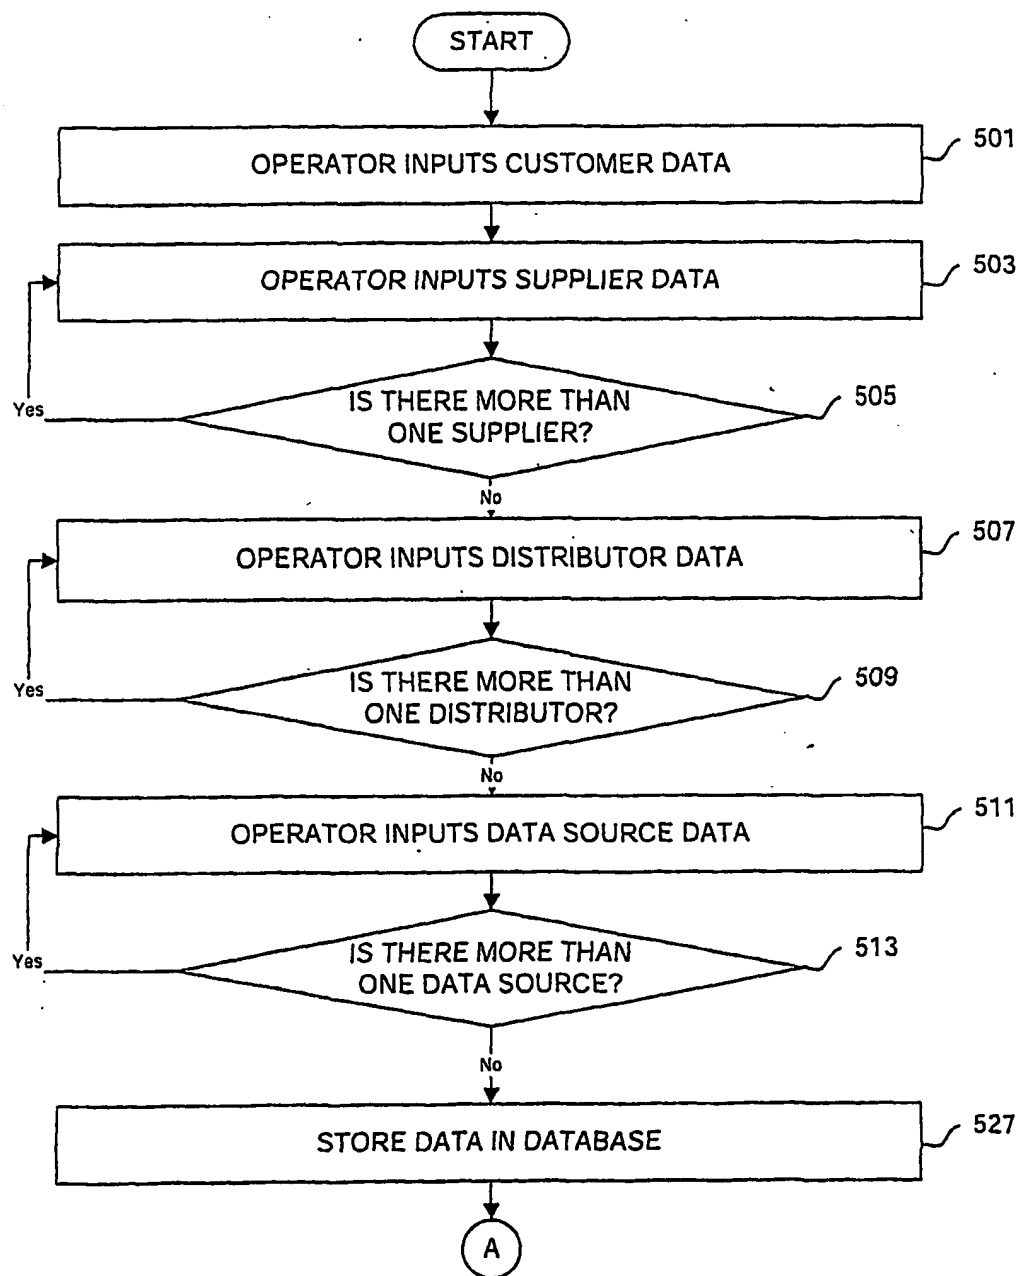 START
OPERATOR INPUTS CUSTOMER DATA
501
OPERATOR INPUTS SUPPLIER DATA
503
IS THERE MORE THAN
ONE SUPPLIER?
505
Yes
No
OPERATOR INPUTS DISTRIBUTOR DATA
507
IS THERE MORE THAN
ONE DISTRIBUTOR?
509
Yes
No
OPERATOR INPUTS DATA SOURCE DATA
511
IS THERE MORE THAN
ONE DATA SOURCE?
513
Yes
No
STORE DATA IN DATABASE
527
A